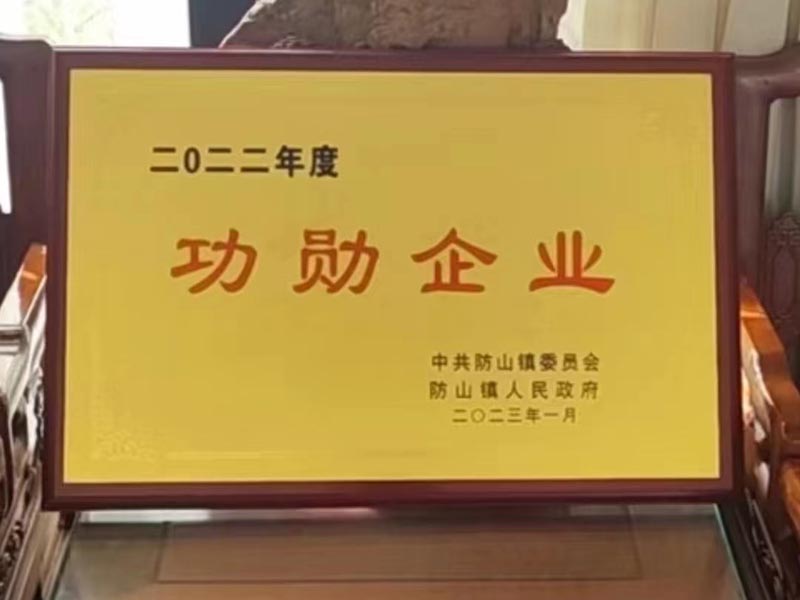 二0二二年度
功勋企业
中共防山镇委员会
防山镇人民政府
二〇二三年一月